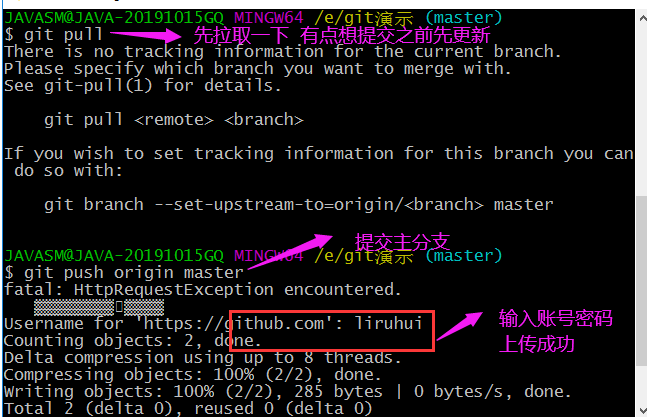 JAVASM@JAVA-20191015GQ MINGW64 /e/git演示 (master)
$ git pull 先拉取一下 有点想提交之前先更新
There is no tracking information for the current branch.
Please specify which branch you want to merge with.
See git-pull(1) for details.
git pull <remote> <branch>
If you wish to set tracking information for this branch you can
do so with:
git branch --set-upstream-to=origin/<branch> master
提交主分支
JAVASM@JAVA-20191015GQ MINGW64 /e/git演示 (master)
$ git push origin master
fatal: HttpRequestException encountered.
Username for 'https://github.com': liruhui
输入账号密码
上传成功
Counting objects: 2, done.
Delta compression using up to 8 threads.
Compressing objects: 100% (2/2), done.
Writing objects: 100% (2/2), 285 bytes | 0 bytes/s, done.
Total 2 (delta 0), reused 0 (delta 0)